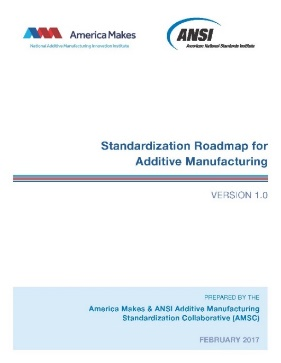 America Makes
National Additive Manufacturing Innovation Institute
ANSI
American National Standards Institute
Standardization Roadmap for
Additive Manufacturing
VERSION 1.0
PREPARED BY THE
America Makes & ANSI Additive Manufacturing
Standardization Collaborative (AMSC)
FEBRUARY 2017